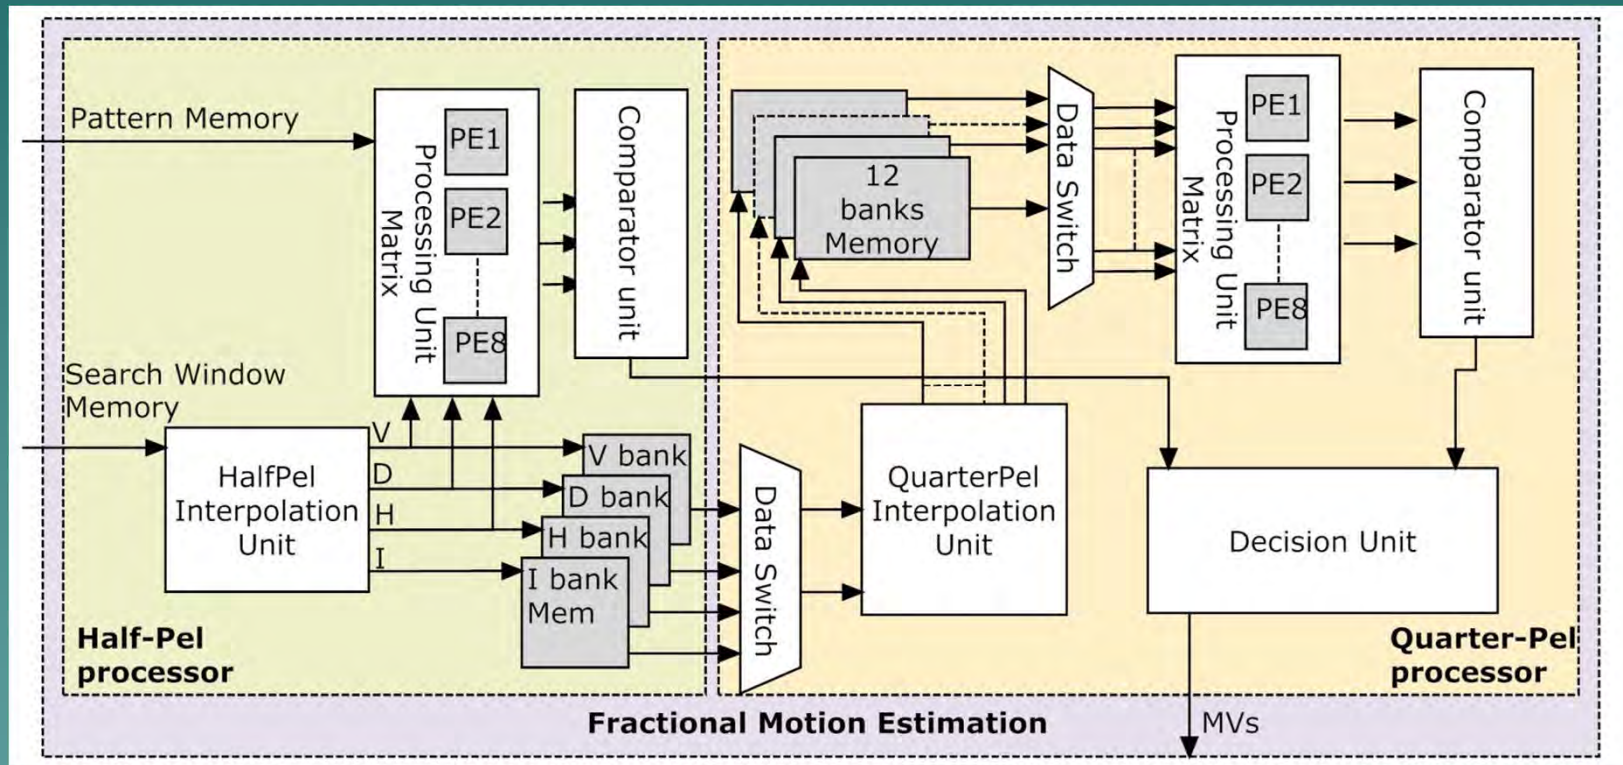 Pattern Memory
Processing Unit
Matrix
PE1
PE2
PE8
Comparator unit
Search Window
Memory
HalfPel
Interpolation
Unit
V
D
H
I
V bank
D bank
H bank
I bank
Mem
Half-Pel
processor
12
banks
Memory
Data Switch
Processing Unit
Matrix
PE1
PE2
PE8
Comparator unit
Data Switch
QuarterPel
Interpolation
Unit
Decision Unit
Quarter-Pel
processor
Fractional Motion Estimation
MVs